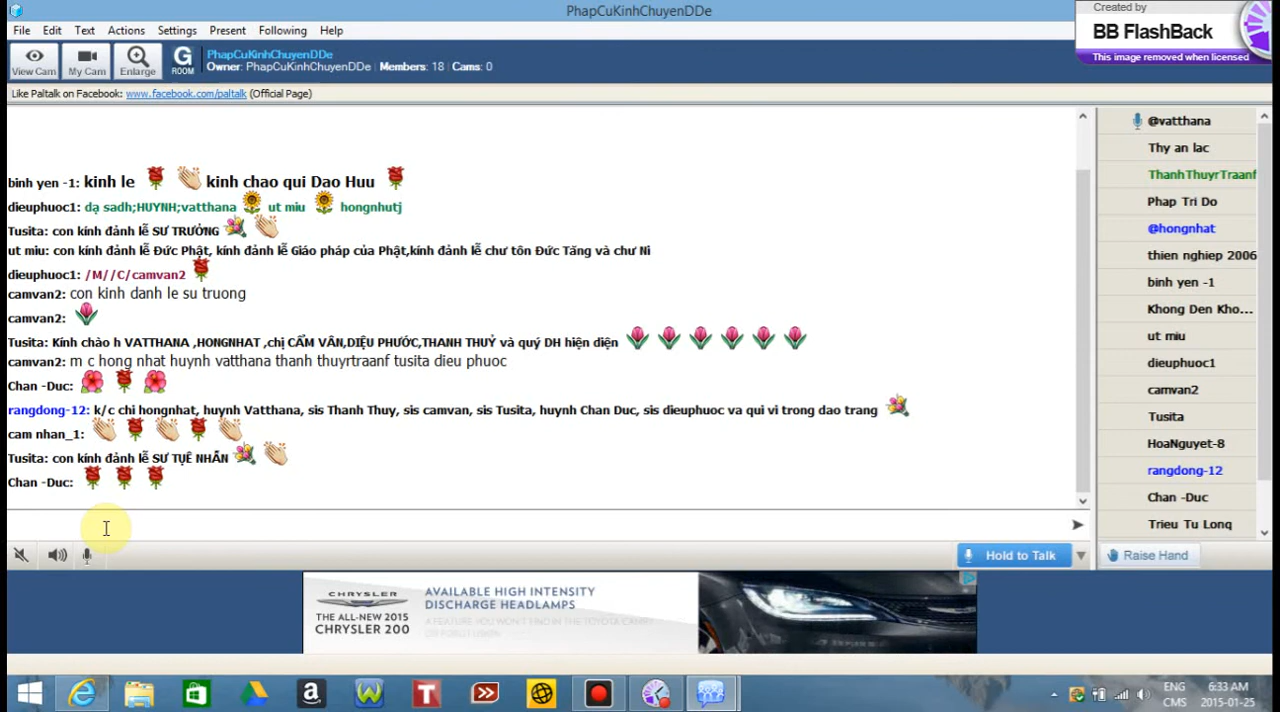 PhapCuKinhChuyenDDe
Created by
BB FlashBack
This image removed when licensed
File Edit Text Actions Settings Present Following Help
View Cam My Cam Enlarge G ROOM
PhapCuKinhChuyenDDe
Owner: PhapCuKinhChuyenDDe Members: 18 Cams: 0
Like Paltalk on Facebook: www.facebook.com/paltalk (Official Page)
binh yen -1: kinh le kinh chao qui Dao Huu
dieuphuoc1: dạ sadh;HUYNH;vatthana ut miu hongnhutj
Tusita: con kính đảnh lễ SƯ TRƯỞNG
ut miu: con kính đảnh lễ Đức Phật, kính đảnh lễ Giáo pháp của Phật,kính đảnh lễ chư tôn Đức Tăng và chư Ni
dieuphuoc1: /M//C/camvan2
camvan2: con kinh danh le su truong
camvan2:
Tusita: Kính chào h VATTHANA ,HONGNHAT ,chị CẨM VÂN,DIỆU PHƯỚC,THANH THUỶ và quý DH hiện diện
camvan2: m c hong nhat huynh vatthana thanh thuyrtraanf tusita dieu phuoc
Chan -Duc:
rangdong-12: k/c chi hongnhat, huynh Vatthana, sis Thanh Thuy, sis camvan, sis Tusita, huynh Chan Duc, sis dieuphuoc va qui vi trong dao trang
cam nhan_1:
Tusita: con kính đảnh lễ SƯ TUỆ NHẪN
Chan -Duc:
@vatthana
Thy an lac
ThanhThuyrTraanf
Phap Tri Do
@hongnhat
thien nghiep 2006
binh yen -1
Khong Den Kho...
ut miu
dieuphuoc1
camvan2
Tusita
HoaNguyet-8
rangdong-12
Chan -Duc
Trieu Tu Long
Hold to Talk
Raise Hand
CHRYSLER
THE ALL-NEW 2015
CHRYSLER 200
AVAILABLE HIGH INTENSITY
DISCHARGE HEADLAMPS
A FEATURE YOU WON'T FIND IN THE TOYOTA CAMRY
ENG
CMS
6:33 AM
2015-01-25